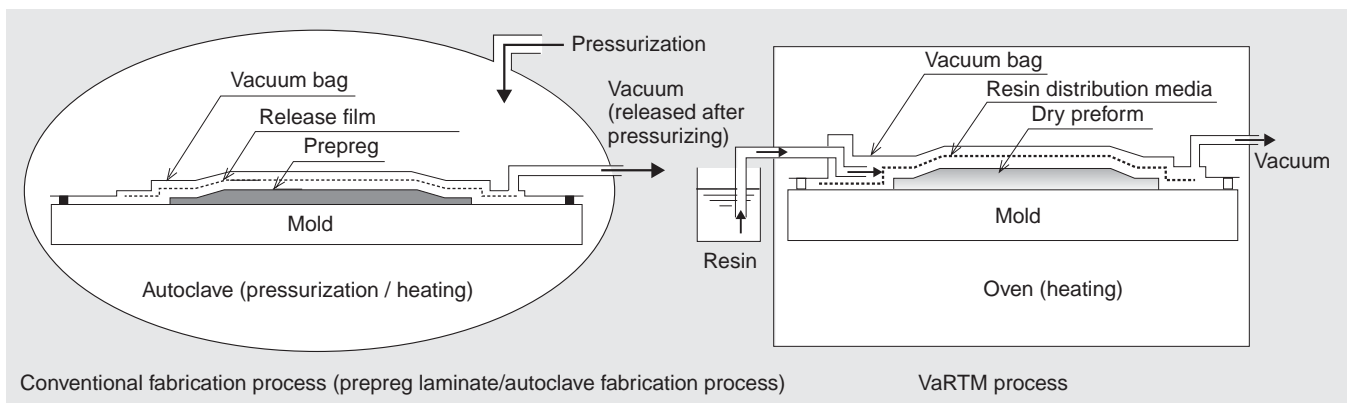 Pressurization
Vacuum bag
Release film
Prepreg
Vacuum
(released after
pressurizing)
Mold
Autoclave (pressurization / heating)
Conventional fabrication process (prepreg laminate/autoclave fabrication process)
Vacuum bag
Resin distribution media
Dry preform
Vacuum
Mold
Resin
Oven (heating)
VaRTM process